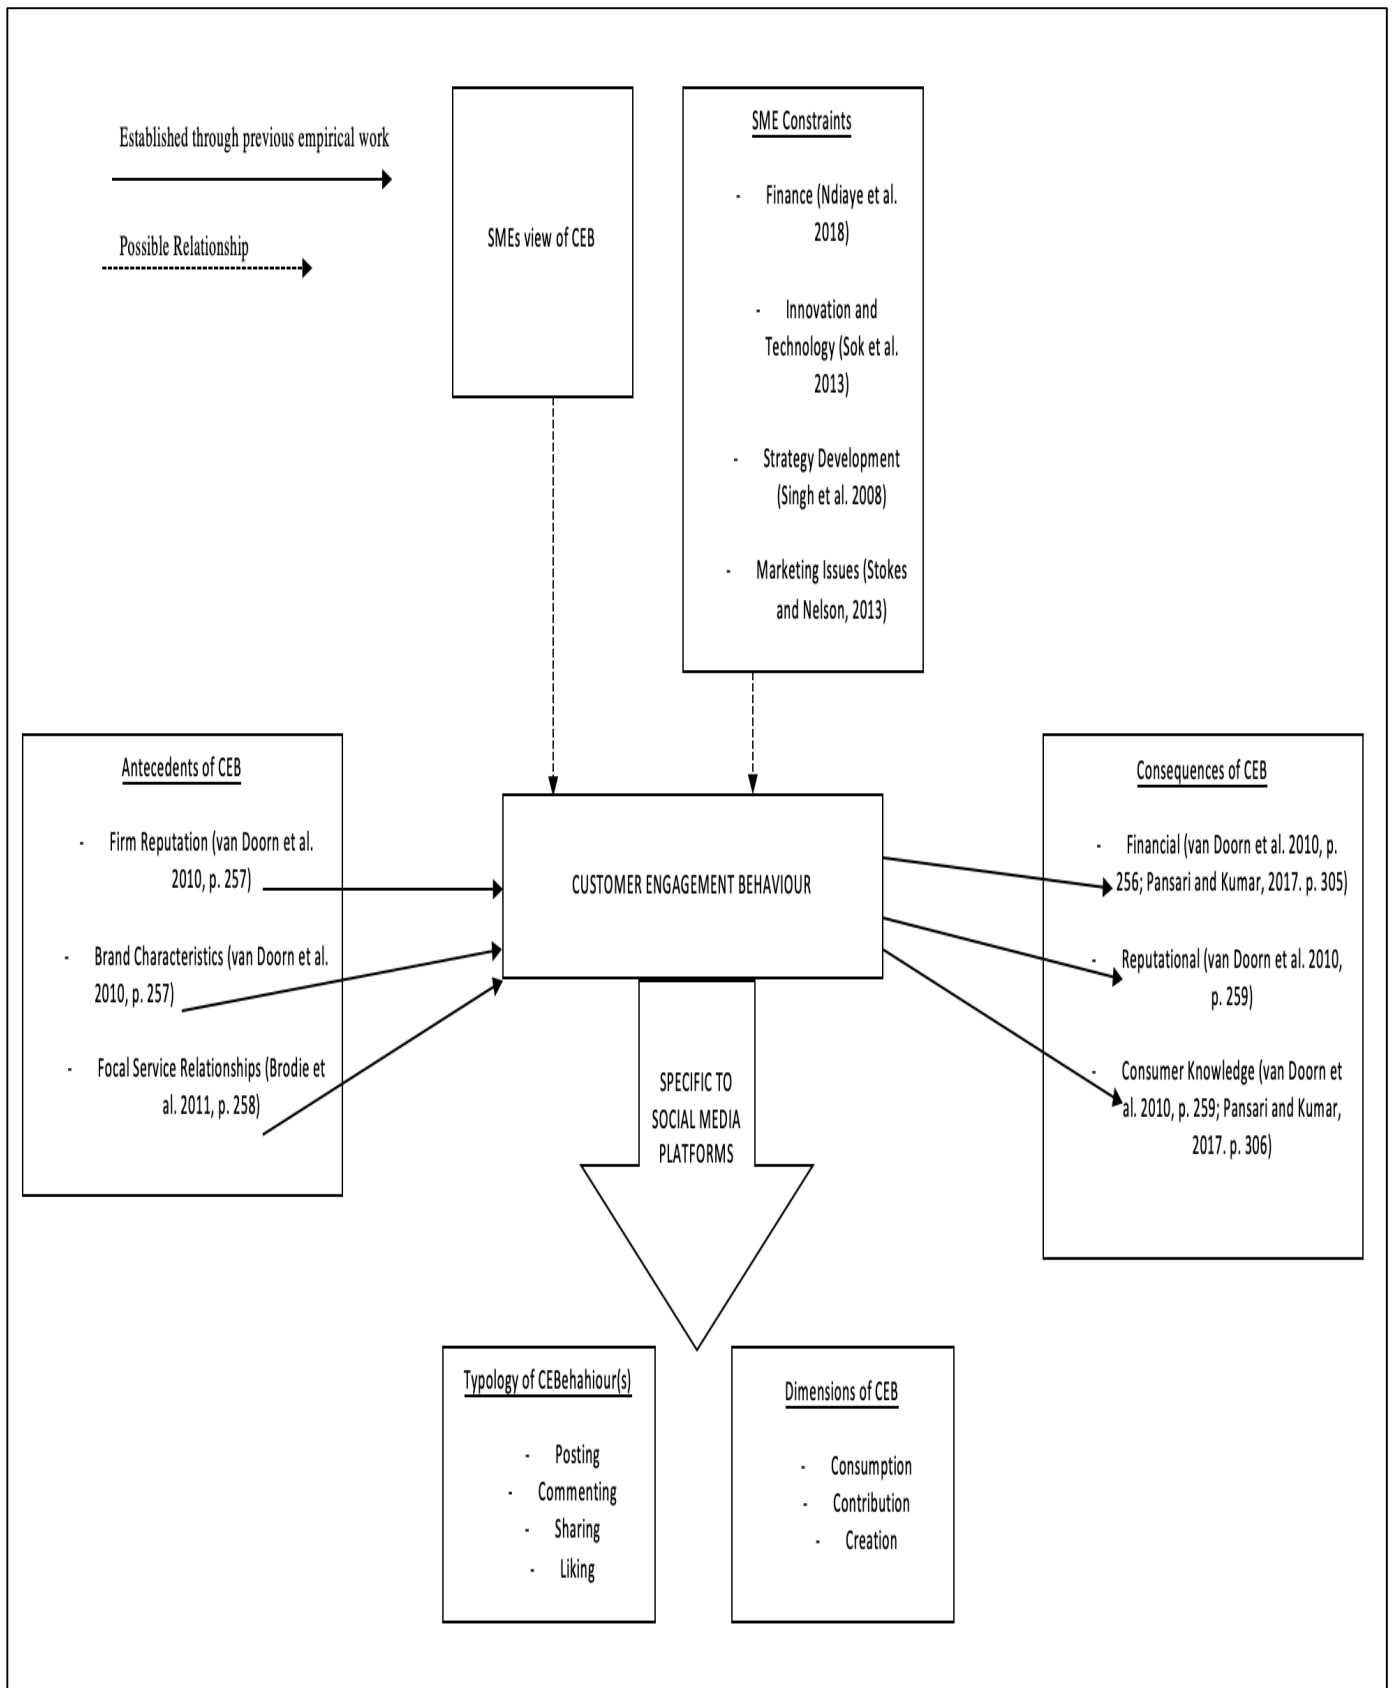 Established through previous empirical work
Possible Relationship
SMEs view of CEB
SME Constraints
- Finance (Ndiaye et al.
2018)
- Innovation and
Technology (Sok et al.
2013)
- Strategy Development
(Singh et al. 2008)
- Marketing Issues (Stokes
and Nelson, 2013)
Antecedents of CEB
- Firm Reputation (van Doorn et al.
2010, p. 257)
- Brand Characteristics (van Doorn et al.
2010, p. 257)
- Focal Service Relationships (Brodie et
al. 2011, p. 258)
CUSTOMER ENGAGEMENT BEHAVIOUR
Consequences of CEB
- Financial (van Doorn et al. 2010, p.
256; Pansari and Kumar, 2017. p. 305)
- Reputational (van Doorn et al. 2010,
p. 259)
- Consumer Knowledge (van Doorn et
al. 2010, p. 259; Pansari and Kumar,
2017. p. 306)
SPECIFIC TO
SOCIAL MEDIA
PLATFORMS
Typology of CEBehahiour(s)
- Posting
- Commenting
- Sharing
- Liking
Dimensions of CEB
- Consumption
- Contribution
- Creation